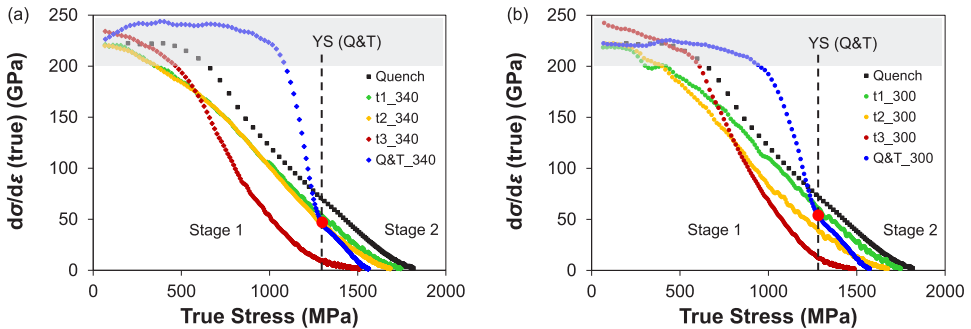 (a)
250
200
150
100
50
0
0
500
1000
1500
2000
dσ/dε (true) (GPa)
True Stress (MPa)
YS (Q&T)
Quench
t1_340
t2_340
t3_340
Q&T_340
Stage 1
Stage 2
(b)
250
200
150
100
50
0
0
500
1000
1500
2000
dσ/dε (true) (GPa)
True Stress (MPa)
YS (Q&T)
Quench
t1_300
t2_300
t3_300
Q&T_300
Stage 1
Stage 2